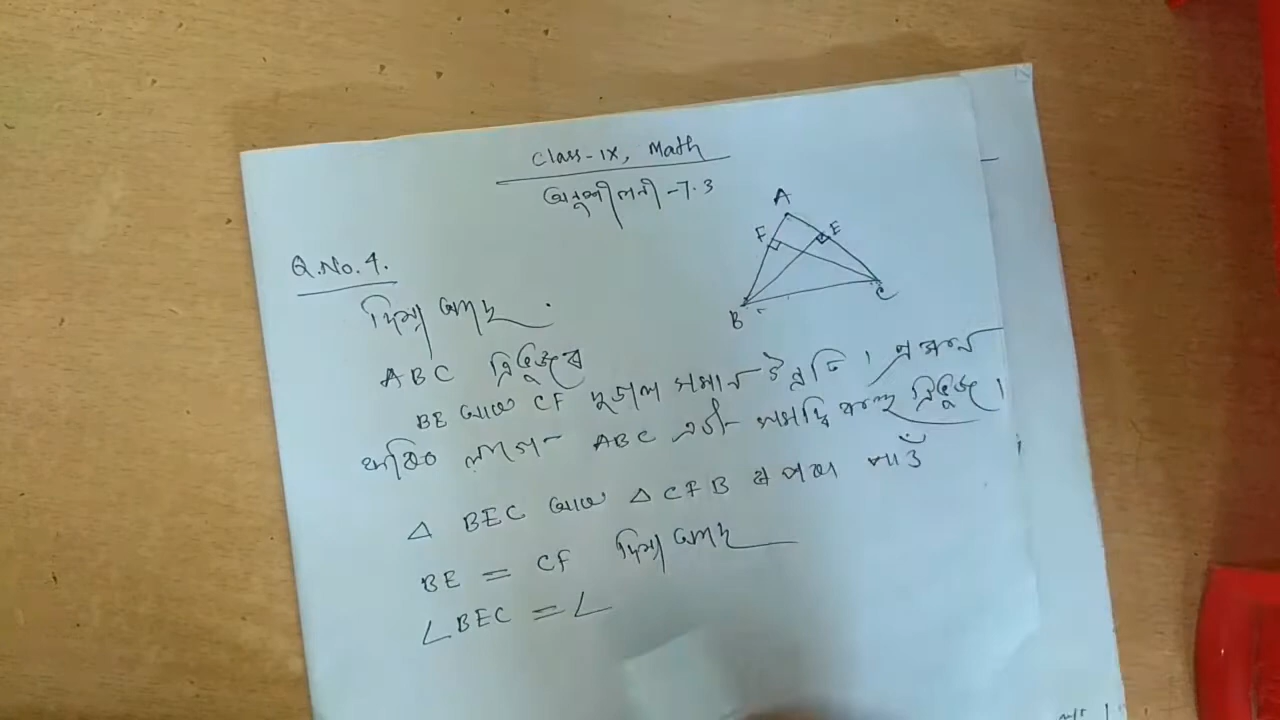 Class-IX, Math
অনুশীলনী-7.3
A
F
E
B
C
Q.No.4.
দিয়া আছে
ABC ত্ৰিভুজৰ
BE আৰু CF দুডাল সমান উন্নতি। প্ৰমাণ
কৰিব লাগে ABC এটা সমদ্বিবাহু ত্ৰিভুজ।
△ BEC আৰু △ CFB ৰ পৰা পাওঁ
BE = CF দিয়া আছে
∠BEC = ∠